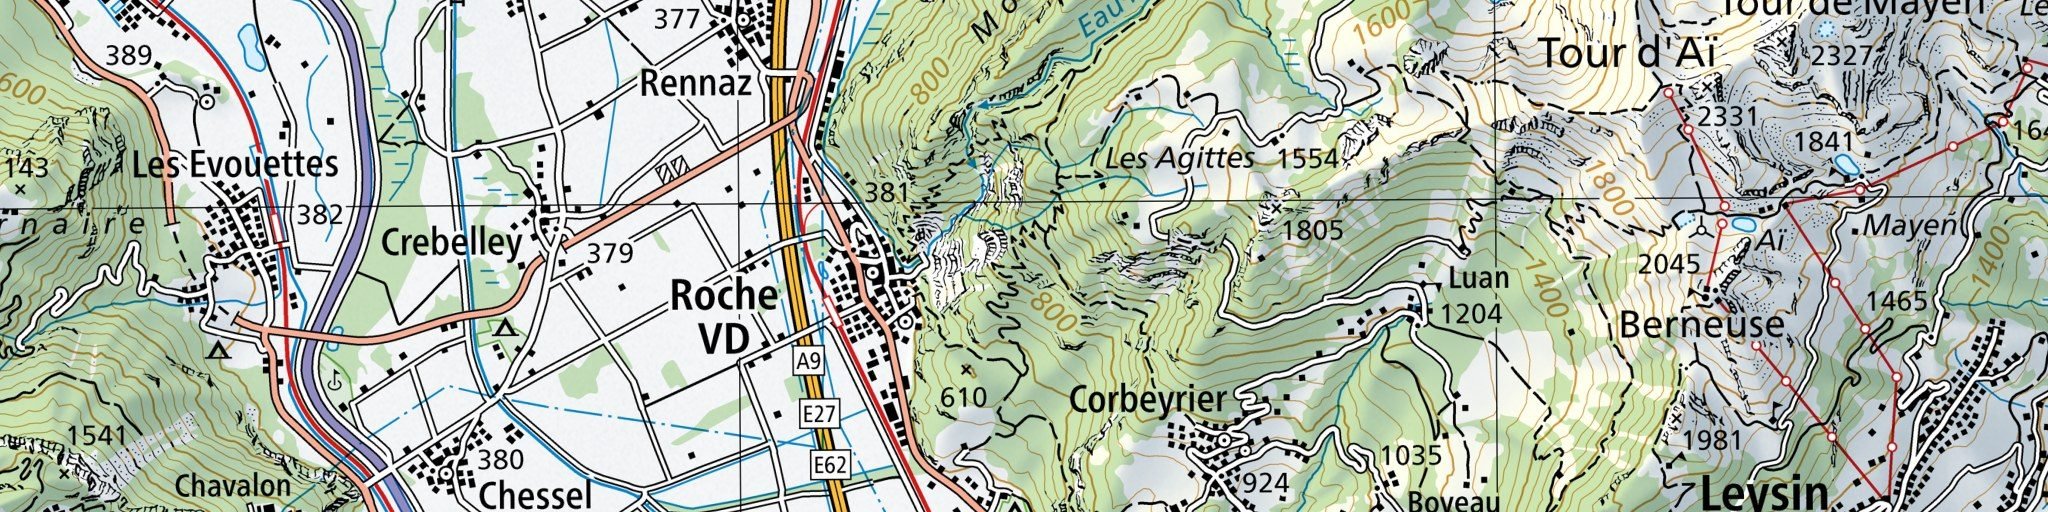 377
389
Rennaz
600
143
Les Evouettes
382
n a i r e
Crebelley
379
Roche
VD
381
A9
E27
E62
1541
Chavalon
380
Chessel
800
M o
1600
Tour d'Aï
Tour de Mayen
2327
2331
1841
Les Agittes
1554
1805
1800
Mayen
Aï
2045
1400
1400
Luan
1204
Berneuse
1465
800
610
Corbeyrier
924
1035
Boveau
1981
Leysin